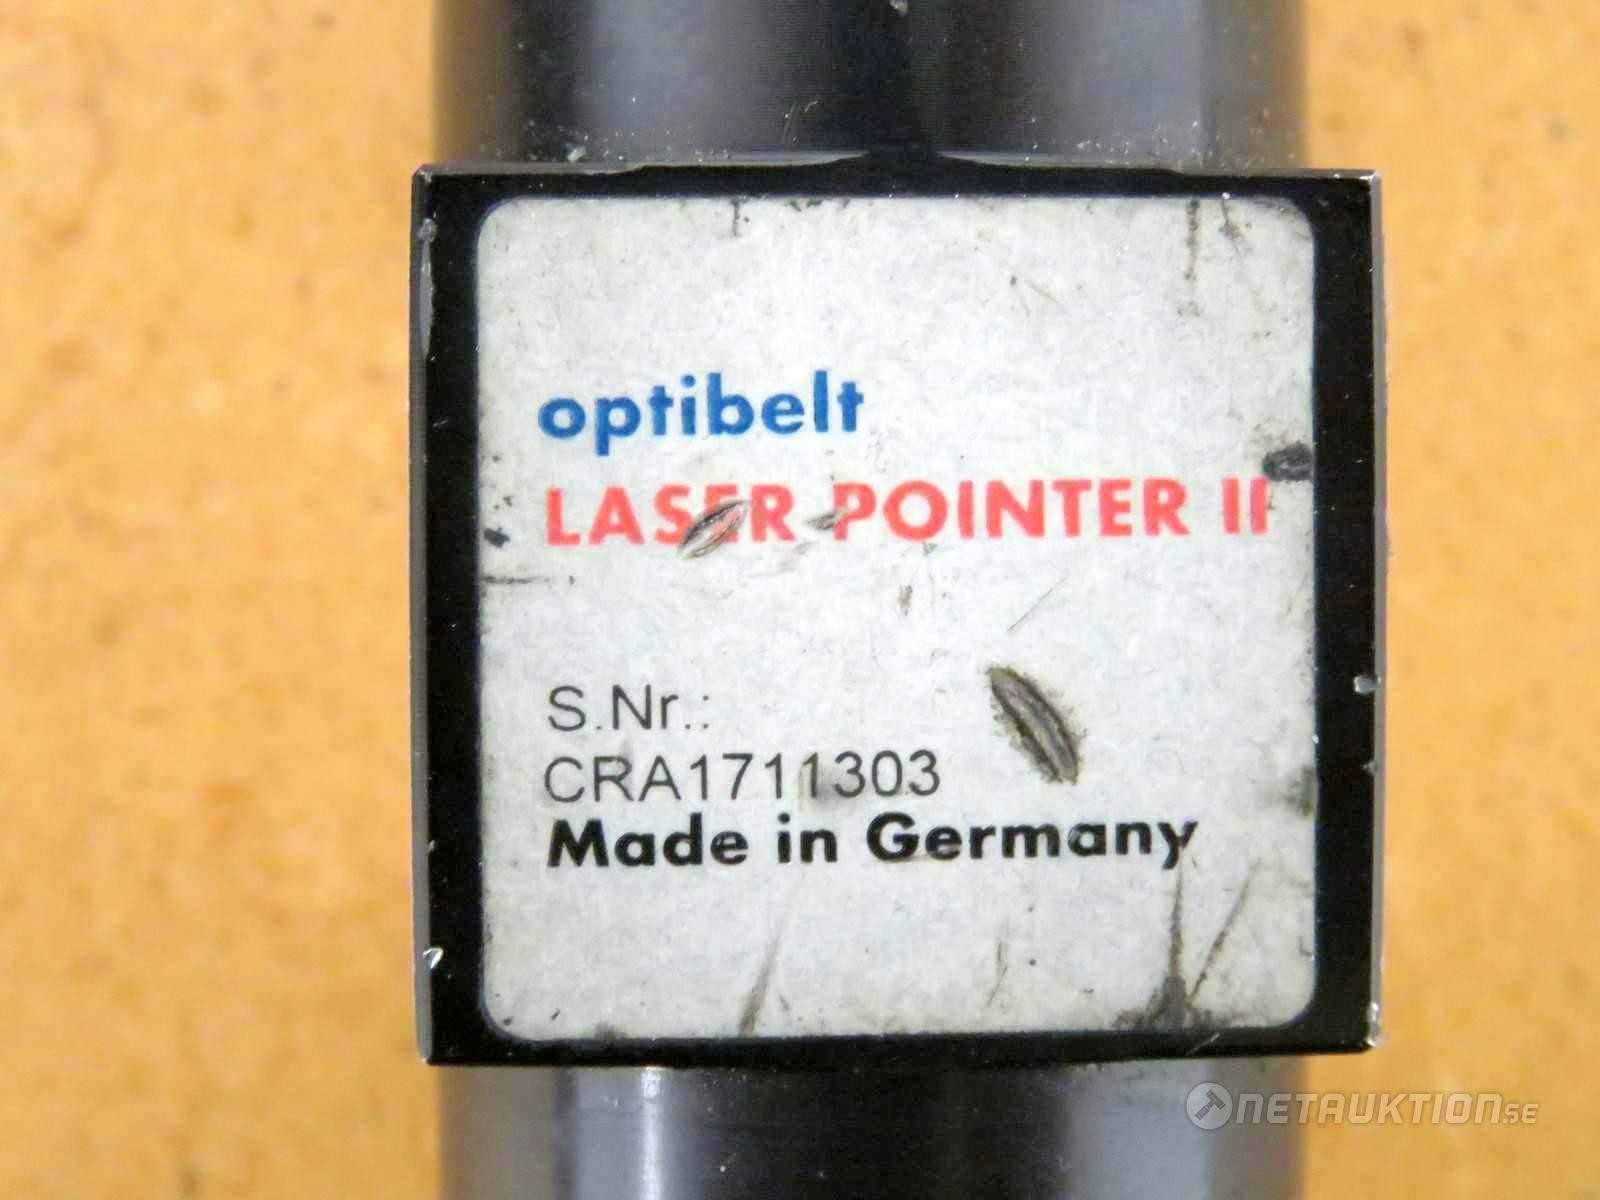 optibelt
LASER POINTER II
S.Nr.:
CRA1711303
Made in Germany
NETAUKTION.SE